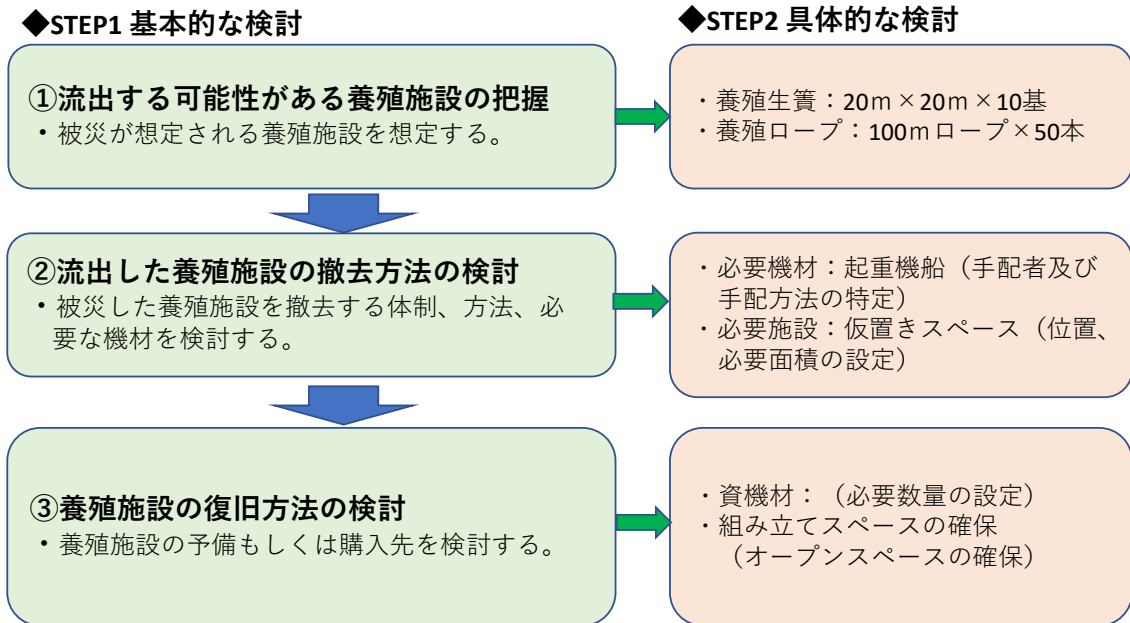 ◆STEP1 基本的な検討
①流出する可能性がある養殖施設の把握
• 被災が想定される養殖施設を想定する。
②流出した養殖施設の撤去方法の検討
• 被災した養殖施設を撤去する体制、方法、必
要な機材を検討する。
③養殖施設の復旧方法の検討
• 養殖施設の予備もしくは購入先を検討する。
◆STEP2 具体的な検討
・養殖生簀：20ｍ×20ｍ×10基
・養殖ロープ：100ｍロープ×50本
・必要機材：起重機船（手配者及び
手配方法の特定）
・必要施設：仮置きスペース（位置、
必要面積の設定）
・資機材：（必要数量の設定）
・組み立てスペースの確保
（オープンスペースの確保）